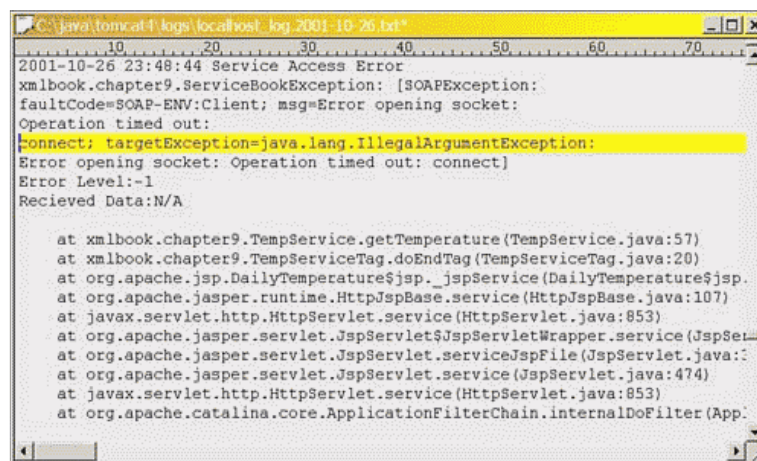 C:\java\tomcat4\logs\localhost_log.2001-10-26.txt*
10 20 30 40 50 60 70
2001-10-26 23:48:44 Service Access Error
xmlbook.chapter9.ServiceBookException: [SOAPException:
faultCode=SOAP-ENV:Client; msg=Error opening socket:
Operation timed out:
connect; targetException=java.lang.IllegalArgumentException:
Error opening socket: Operation timed out: connect]
Error Level:-1
Recieved Data:N/A
at xmlbook.chapter9.TempService.getTemperature(TempService.java:57)
at xmlbook.chapter9.TempServiceTag.doEndTag(TempServiceTag.java:20)
at org.apache.jsp.DailyTemperature$jsp._jspService(DailyTemperature$jsp.
at org.apache.jasper.runtime.HttpJspBase.service(HttpJspBase.java:107)
at javax.servlet.http.HttpServlet.service(HttpServlet.java:853)
at org.apache.jasper.servlet.JspServlet$JspServletWrapper.service(JspSer
at org.apache.jasper.servlet.JspServlet.serviceJspFile(JspServlet.java:
at org.apache.jasper.servlet.JspServlet.service(JspServlet.java:474)
at javax.servlet.http.HttpServlet.service(HttpServlet.java:853)
at org.apache.catalina.core.ApplicationFilterChain.internalDoFilter(App